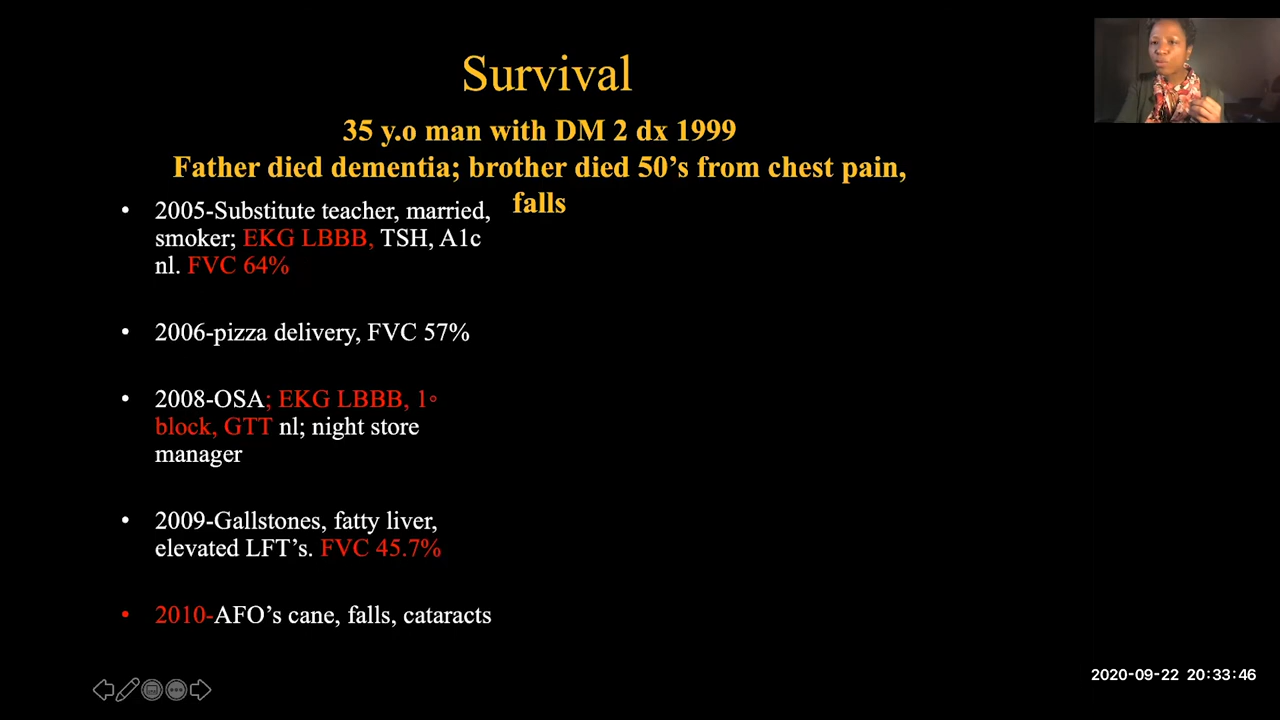 Survival
35 y.o man with DM 2 dx 1999
Father died dementia; brother died 50’s from chest pain,
falls
• 2005-Substitute teacher, married,
smoker; EKG LBBB, TSH, A1c
nl. FVC 64%
• 2006-pizza delivery, FVC 57%
• 2008-OSA; EKG LBBB, 1◦
block, GTT nl; night store
manager
• 2009-Gallstones, fatty liver,
elevated LFT’s. FVC 45.7%
• 2010-AFO’s cane, falls, cataracts
2020-09-22 20:33:46